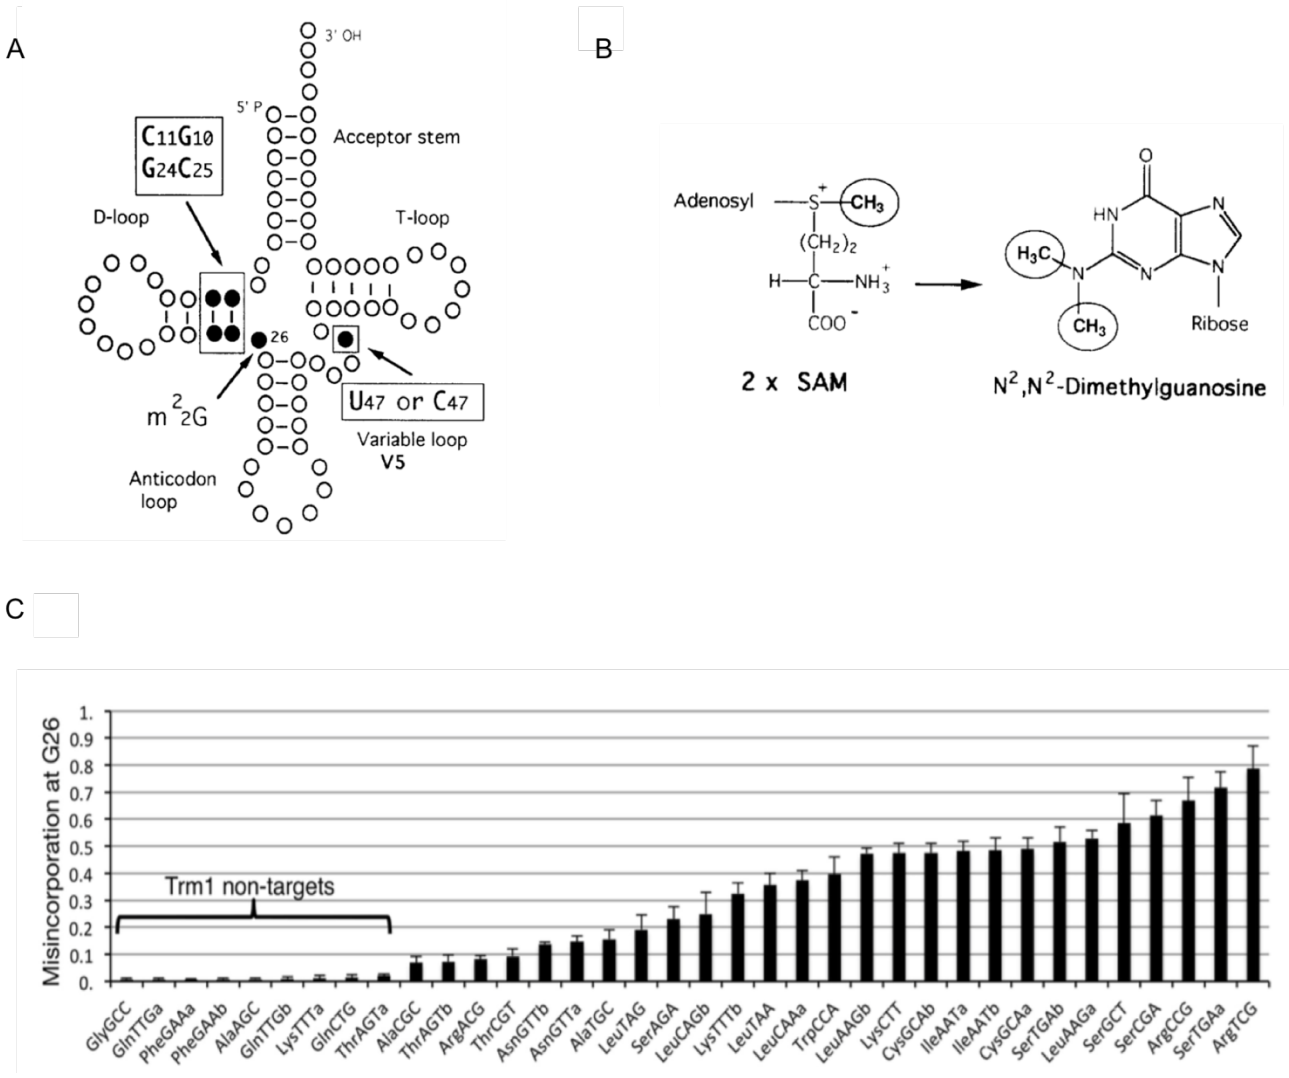 A
3' OH
5' P
Acceptor stem
C11G10
G24C25
D-loop
T-loop
26
m22G
U47 or C47
Variable loop
V5
Anticodon
loop
B
Adenosyl
S+
CH3
(CH2)2
H
C
NH3+
COO-
2 x SAM
O
HN
N
H3C
N
N
N
CH3
Ribose
N2,N2-Dimethylguanosine
C
Misincorporation at G26
1.
0.9
0.8
0.7
0.6
0.5
0.4
0.3
0.2
0.1
0.
Trm1 non-targets
GlyGCC
GlnTTGa
PheGAAa
PheGAAb
AlaAGC
GlnTTGb
LysTTTa
GlnCTG
ThrAGTa
AlaCGC
ThrAGTb
ArgACG
ThrCGT
AsnGTTb
AsnGTTa
AlaTGC
LeuTAG
SerAGA
LeuCAGb
LysTTTb
LeuTAA
LeuCAAa
TrpCCA
LeuAAGb
LysCTT
CysGCAb
IleAATa
IleAATb
CysGCAa
SerTGAb
LeuAAGa
SerGCT
SerCGA
ArgCCG
SerTGAa
ArgTCG